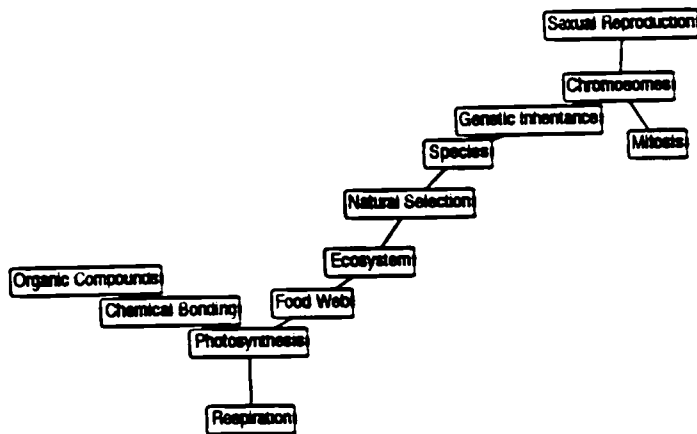 Sexual Reproduction
Chromosomes
Genetic Inheritance
Mitosis
Species
Natural Selection
Ecosystem
Organic Compounds
Food Web
Chemical Bonding
Photosynthesis
Respiration